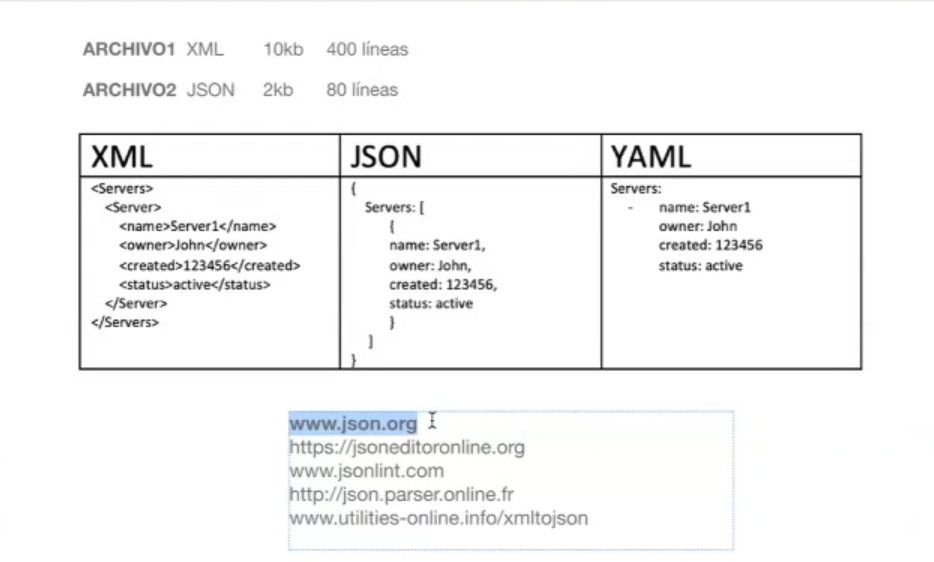 ARCHIVO1 XML 10kb 400 líneas
ARCHIVO2 JSON 2kb 80 líneas
XML
<Servers>
<Server>
<name>Server1</name>
<owner>John</owner>
<created>123456</created>
<status>active</status>
</Server>
</Servers>
JSON
{
Servers: [
{
name: Server1,
owner: John,
created: 123456,
status: active
}
]
}
YAML
Servers:
- name: Server1
owner: John
created: 123456
status: active
www.json.org
https://jsoneditoronline.org
www.jsonlint.com
http://json.parser.online.fr
www.utilities-online.info/xmltojson